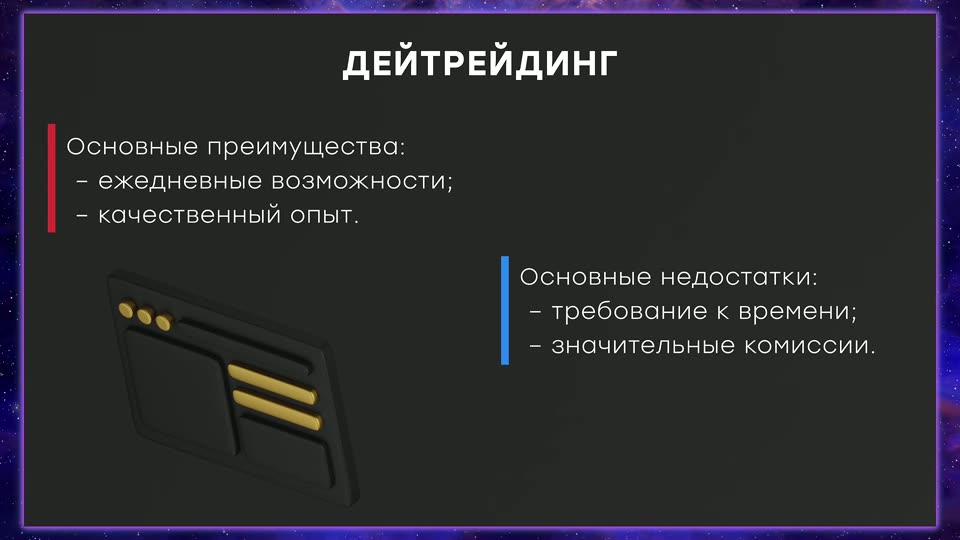 ДЕЙТРЕЙДИНГ
Основные преимущества:
– ежедневные возможности;
– качественный опыт.
Основные недостатки:
– требование к времени;
– значительные комиссии.